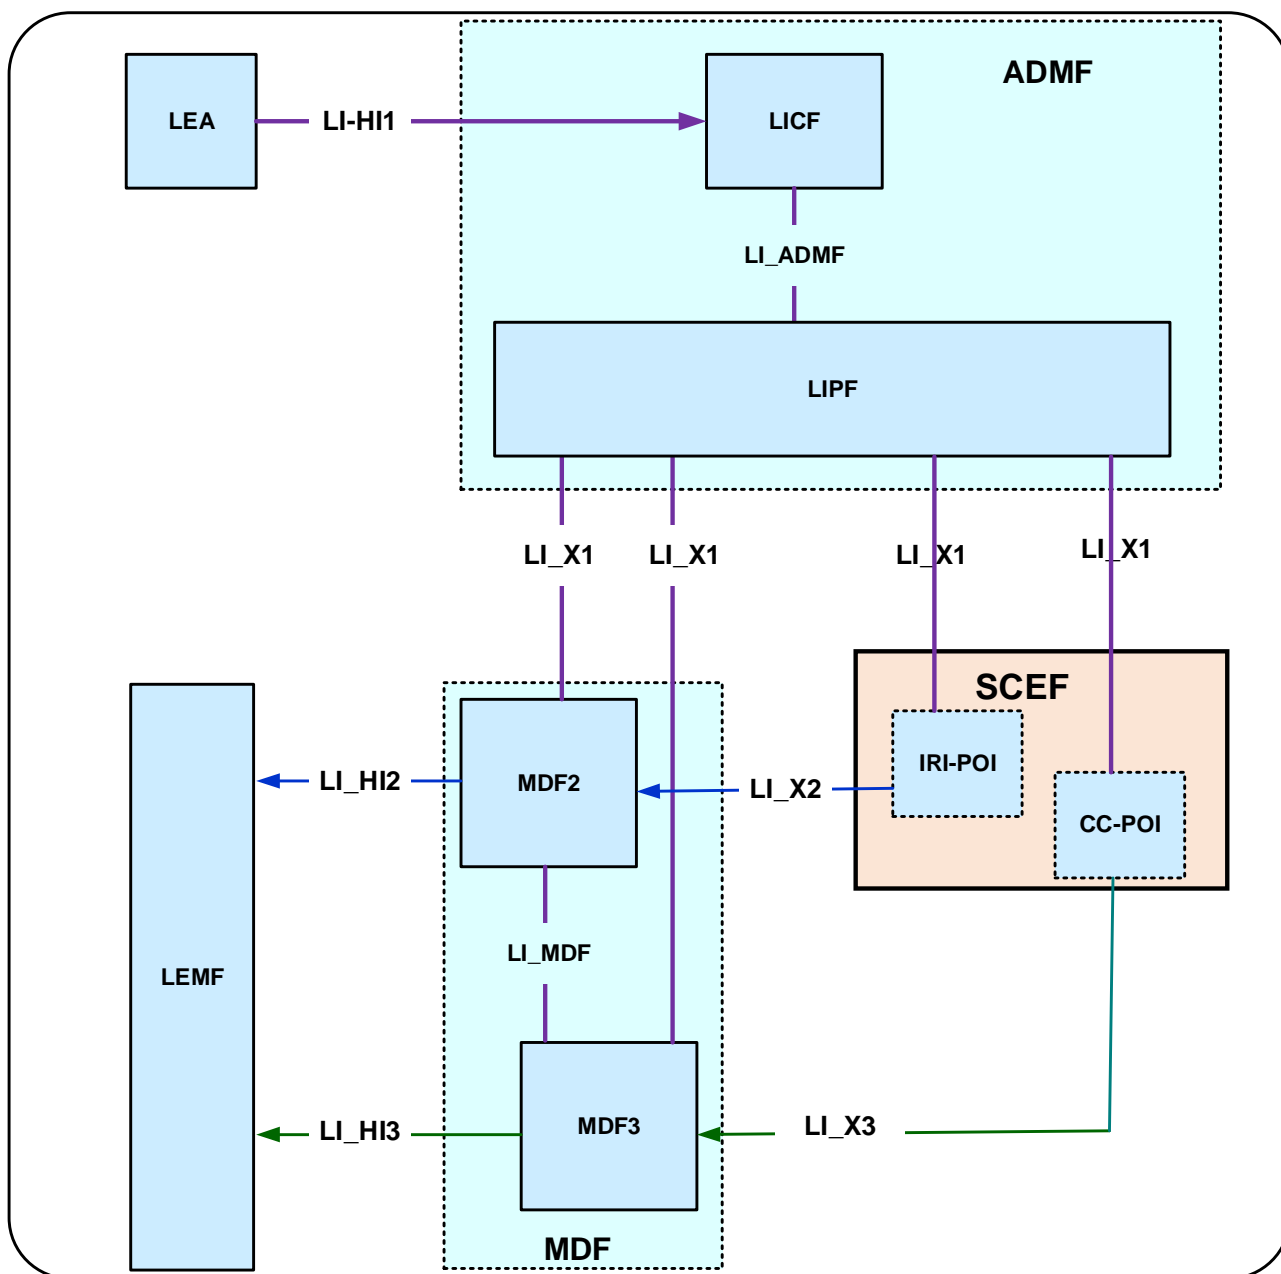 ADMF
LEA
LI-HI1
LICF
LI_ADMF
LIPF
LI_X1
LI_X1
LI_X1
LI_X1
SCEF
IRI-POI
MDF2
LI_HI2
LI_X2
CC-POI
LI_MDF
LEMF
MDF3
LI_HI3
LI_X3
MDF